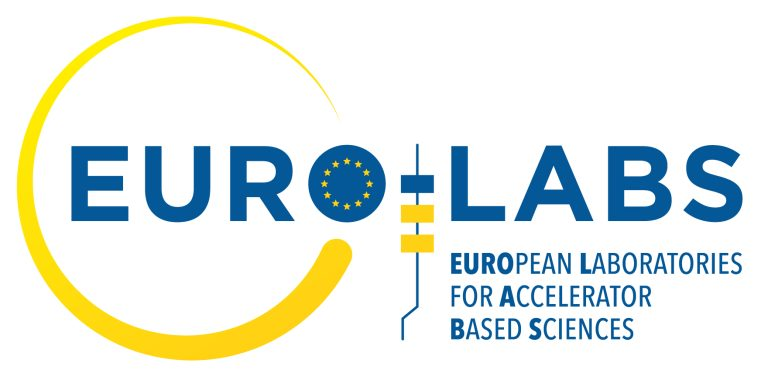 EURO-LABS
EUROPEAN LABORATORIES
FOR ACCELERATOR
BASED SCIENCES